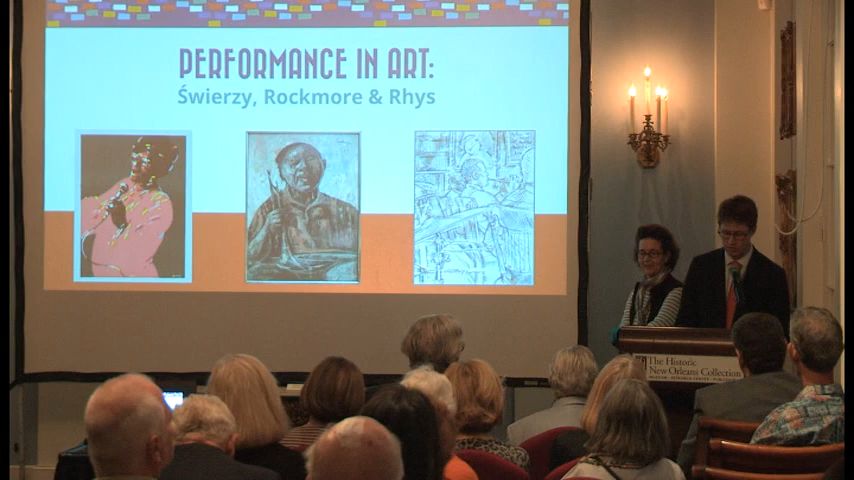 PERFORMANCE IN ART:
Świerzy, Rockmore & Rhys
The Historic
New Orleans Collection